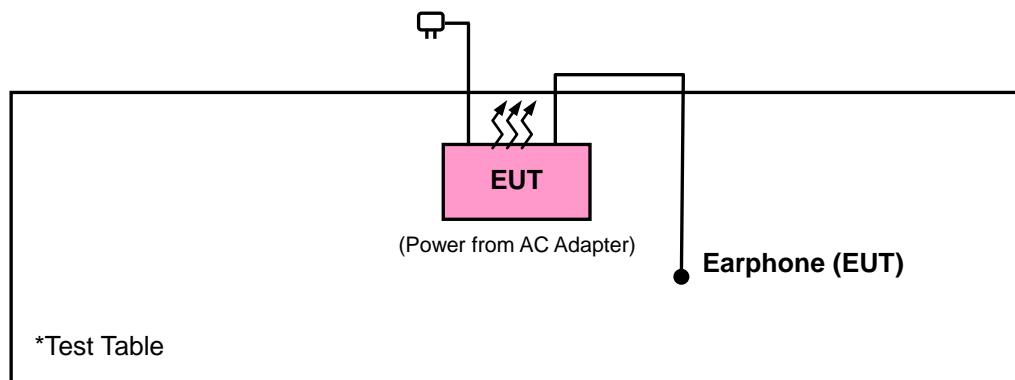 EUT
(Power from AC Adapter)
Earphone (EUT)
*Test Table